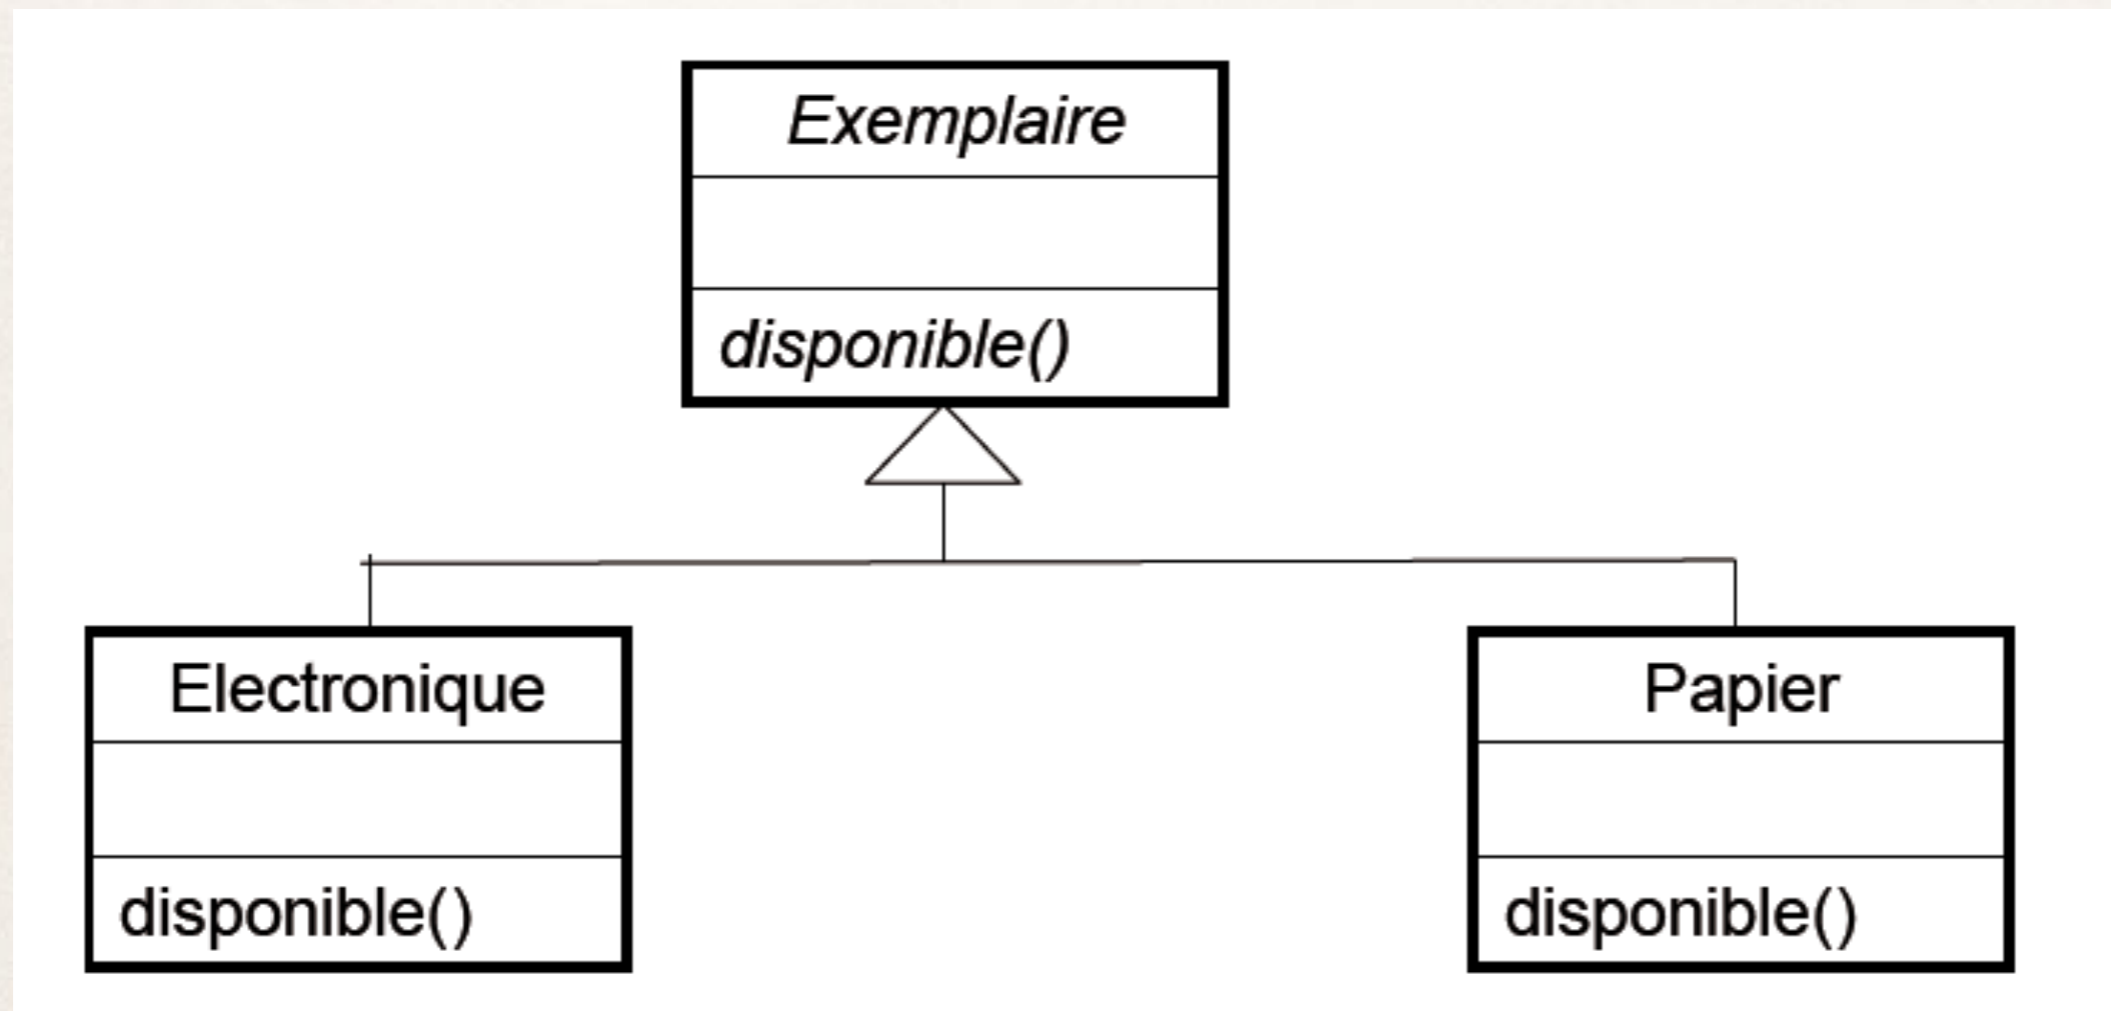 Exemplaire
disponible()
Electronique
disponible()
Papier
disponible()